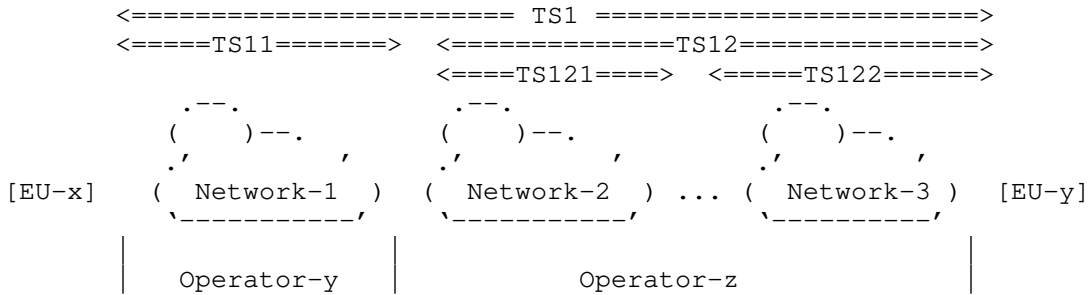 <======================== TS1 ========================>
<=====TS11=======> <==============TS12===============>
<====TS121====> <=====TS122======>
.--. .--. .--.
( )--. ( )--. ( )--.
.' ' .' ' .' '
[EU-x] ( Network-1 ) ( Network-2 ) ... ( Network-3 ) [EU-y]
`-----------' `-----------' `----------'
| | |
| Operator-y | Operator-z |